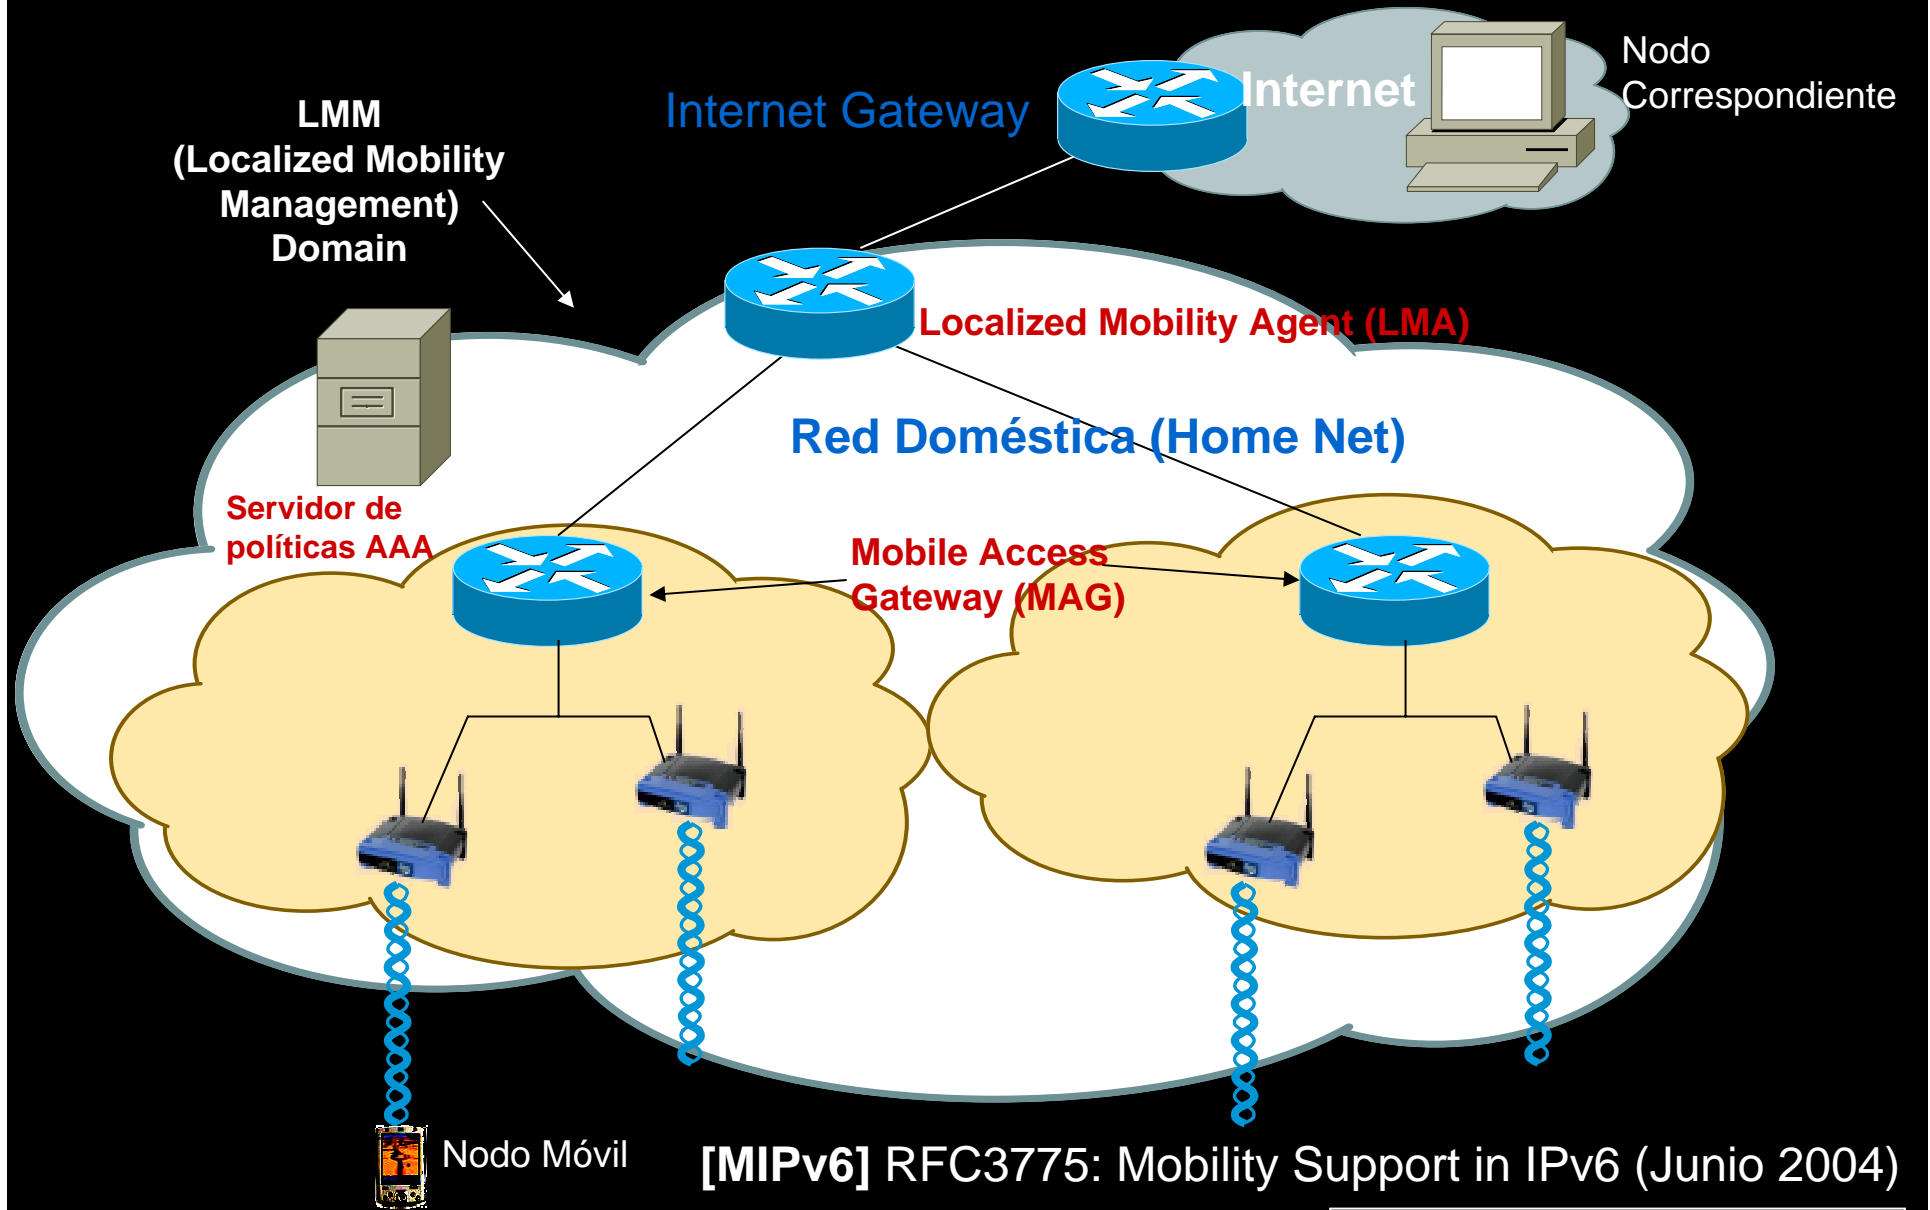 LMM
(Localized Mobility
Management)
Domain
Internet Gateway
Internet
Nodo
Correspondiente
Localized Mobility Agent (LMA)
Red Doméstica (Home Net)
Servidor de
políticas AAA
Mobile Access
Gateway (MAG)
Nodo Móvil
[MIPv6] RFC3775: Mobility Support in IPv6 (Junio 2004)